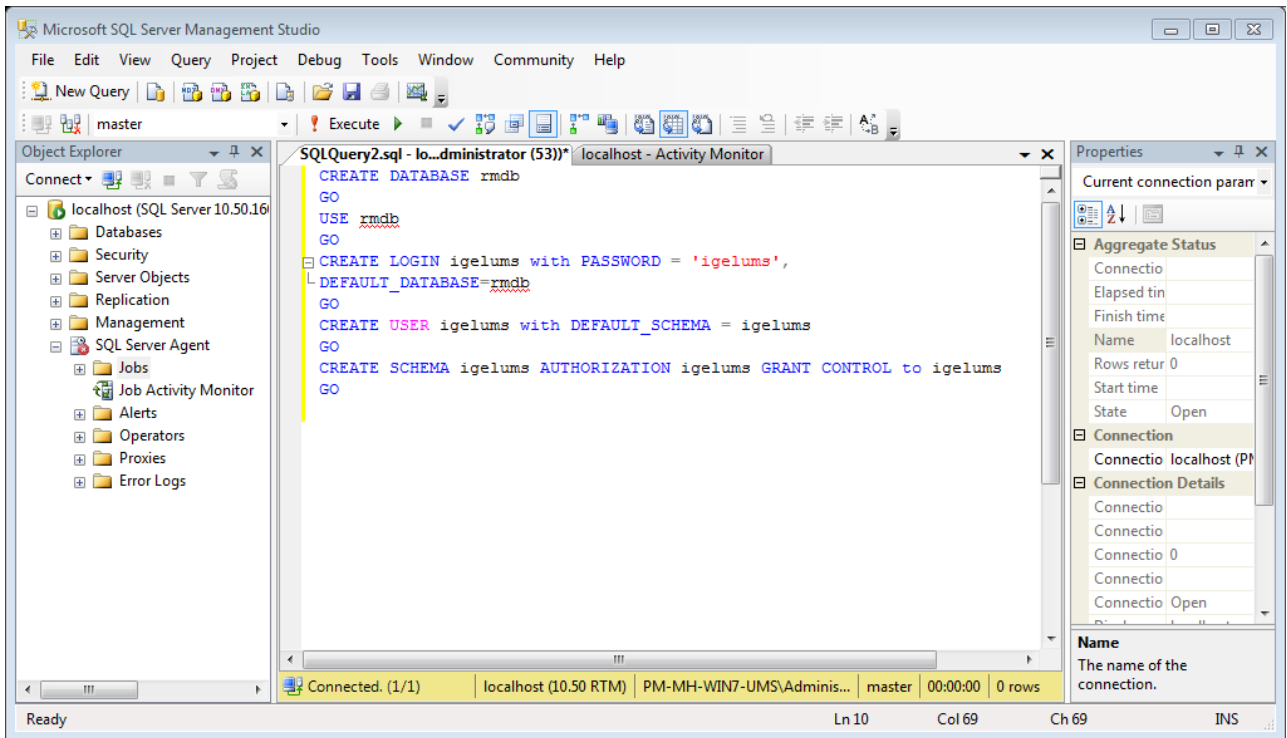 Microsoft SQL Server Management Studio
File Edit View Query Project Debug Tools Window Community Help
New Query
master
Execute
Object Explorer
Connect
localhost (SQL Server 10.50.16
Databases
Security
Server Objects
Replication
Management
SQL Server Agent
Jobs
Job Activity Monitor
Alerts
Operators
Proxies
Error Logs
SQLQuery2.sql - lo...dministrator (53))* localhost - Activity Monitor
CREATE DATABASE rmdb
GO
USE rmdb
GO
CREATE LOGIN igelums with PASSWORD = 'igelums',
DEFAULT_DATABASE=rmdb
GO
CREATE USER igelums with DEFAULT_SCHEMA = igelums
GO
CREATE SCHEMA igelums AUTHORIZATION igelums GRANT CONTROL to igelums
GO
Connected. (1/1) localhost (10.50 RTM) PM-MH-WIN7-UMS\Adminis... master 00:00:00 0 rows
Properties
Current connection param
Aggregate Status
Connectio
Elapsed tin
Finish time
Name localhost
Rows retur 0
Start time
State Open
Connection
Connectio localhost (PM
Connection Details
Connectio
Connectio
Connectio 0
Connectio
Connectio Open
Name
The name of the
connection.
Ready Ln 10 Col 69 Ch 69 INS